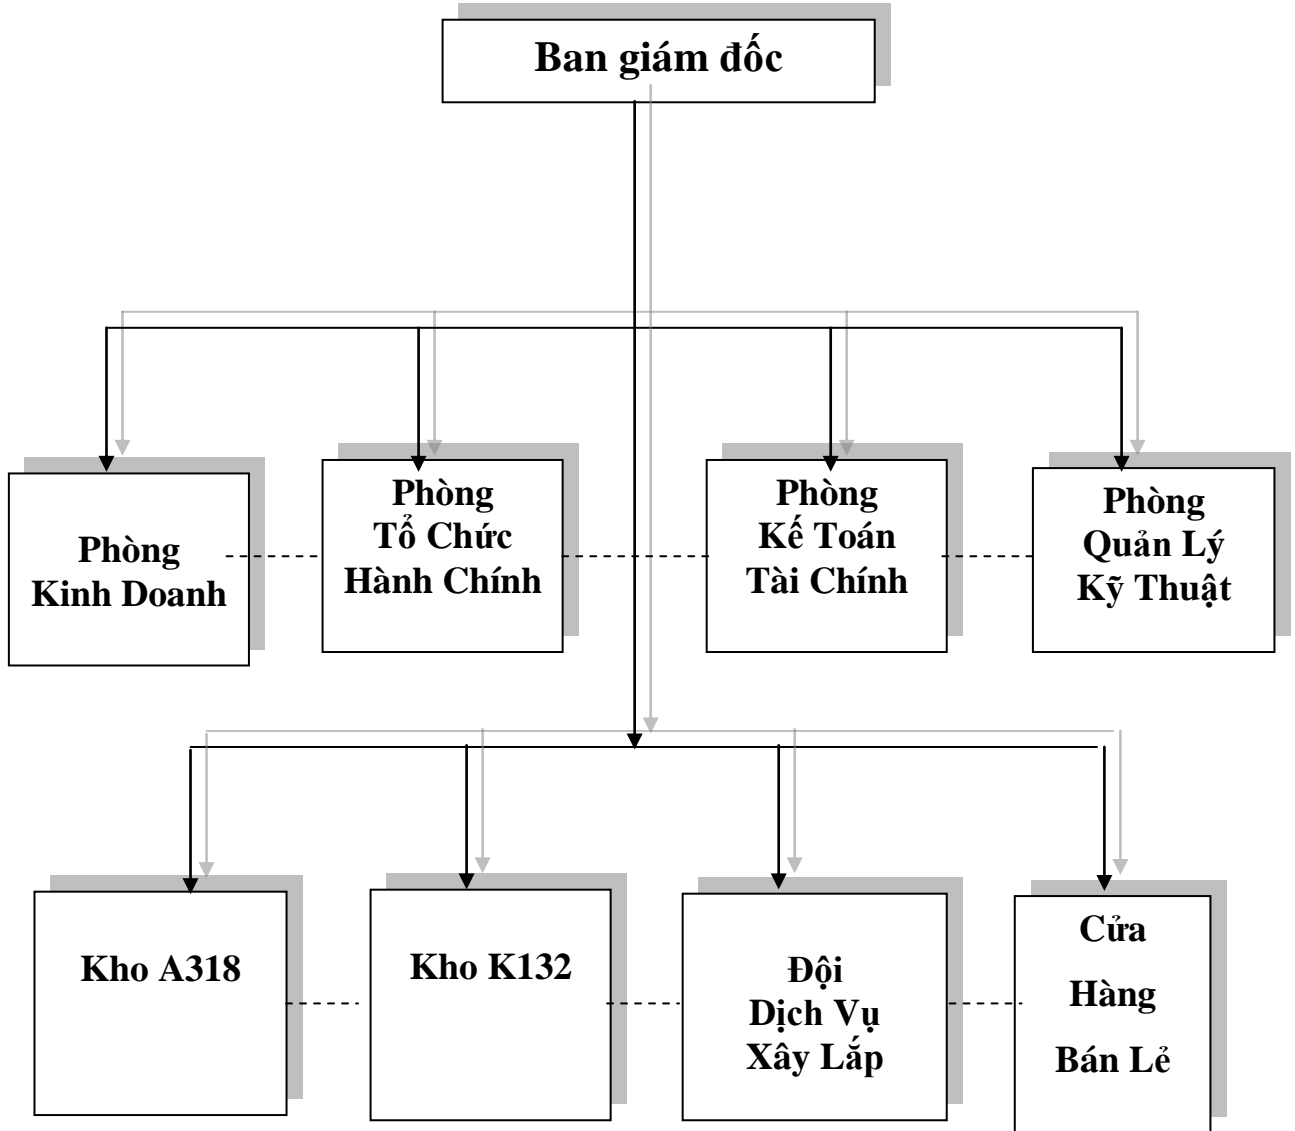 Ban giám đốc
Phòng
Kinh Doanh
Phòng
Tổ Chức
Hành Chính
Phòng
Kế Toán
Tài Chính
Phòng
Quản Lý
Kỹ Thuật
Kho A318
Kho K132
Đội
Dịch Vụ
Xây Lắp
Cửa
Hàng
Bán Lẻ